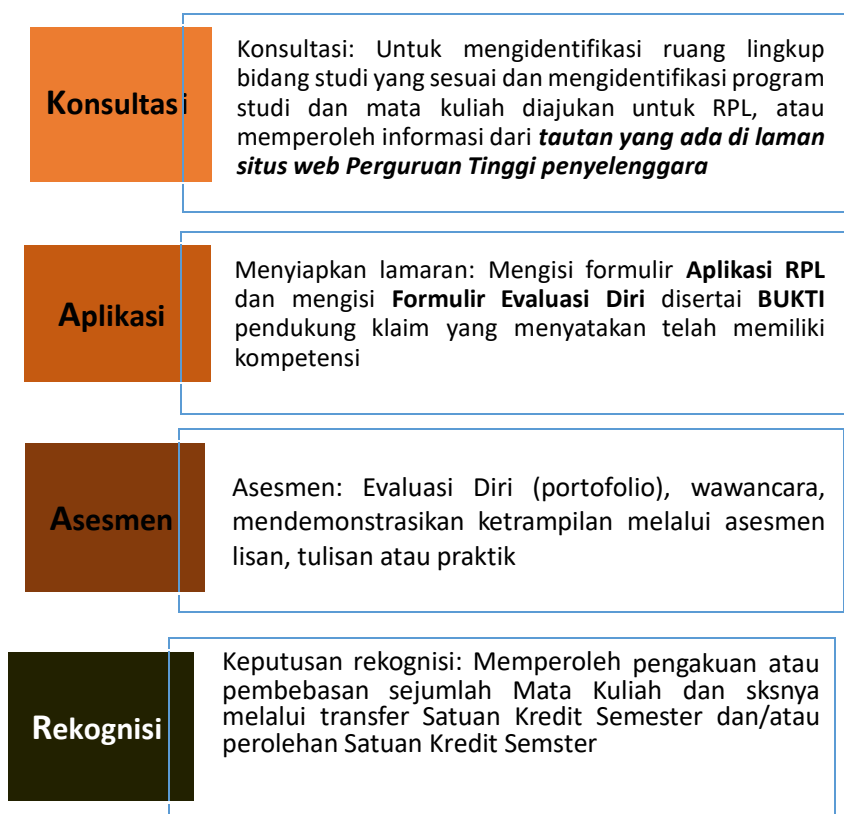 Konsultasi
Konsultasi: Untuk mengidentifikasi ruang lingkup
bidang studi yang sesuai dan mengidentifikasi program
studi dan mata kuliah diajukan untuk RPL, atau
memperoleh informasi dari tautan yang ada di laman
situs web Perguruan Tinggi penyelenggara
Aplikasi
Menyiapkan lamaran: Mengisi formulir Aplikasi RPL
dan mengisi Formulir Evaluasi Diri disertai BUKTI
pendukung klaim yang menyatakan telah memiliki
kompetensi
Asesmen
Asesmen: Evaluasi Diri (portofolio), wawancara,
mendemonstrasikan ketrampilan melalui asesmen
lisan, tulisan atau praktik
Rekognisi
Keputusan rekognisi: Memperoleh pengakuan atau
pembebasan sejumlah Mata Kuliah dan sksnya
melalui transfer Satuan Kredit Semester dan/atau
perolehan Satuan Kredit Semster